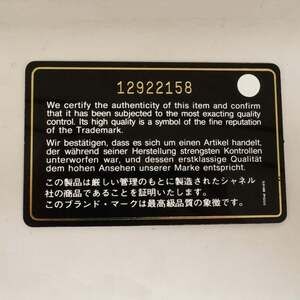 12922158
We certify the authenticity of this item and confirm
that it has been subjected to the most exacting quality
control. Its high quality is a symbol of the fine reputation
of the Trademark.
Wir bestätigen, dass es sich um einen Artikel handelt,
der während seiner Herstellung strengsten Kontrollen
unterworfen war, und dessen erstklassige Qualität
dem hohen Ansehen unserer Marke entspricht.
この製品は厳しい管理のもとに製造されたシャネル
社の商品であることを証明いたします。
このブランド・マークは最高級品質の象徴です。